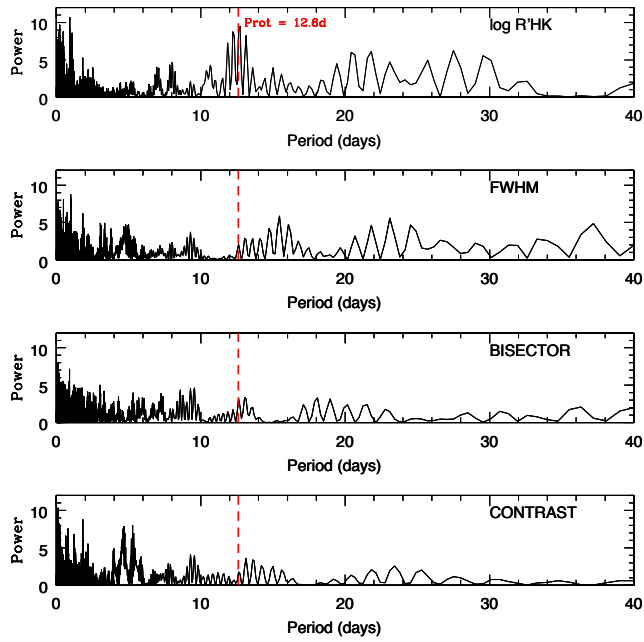 10
5
0
Power
Prot = 12.6d
log R'HK
0 10 20 30 40
Period (days)
10
5
0
Power
FWHM
0 10 20 30 40
Period (days)
10
5
0
Power
BISECTOR
0 10 20 30 40
Period (days)
10
5
0
Power
CONTRAST
0 10 20 30 40
Period (days)